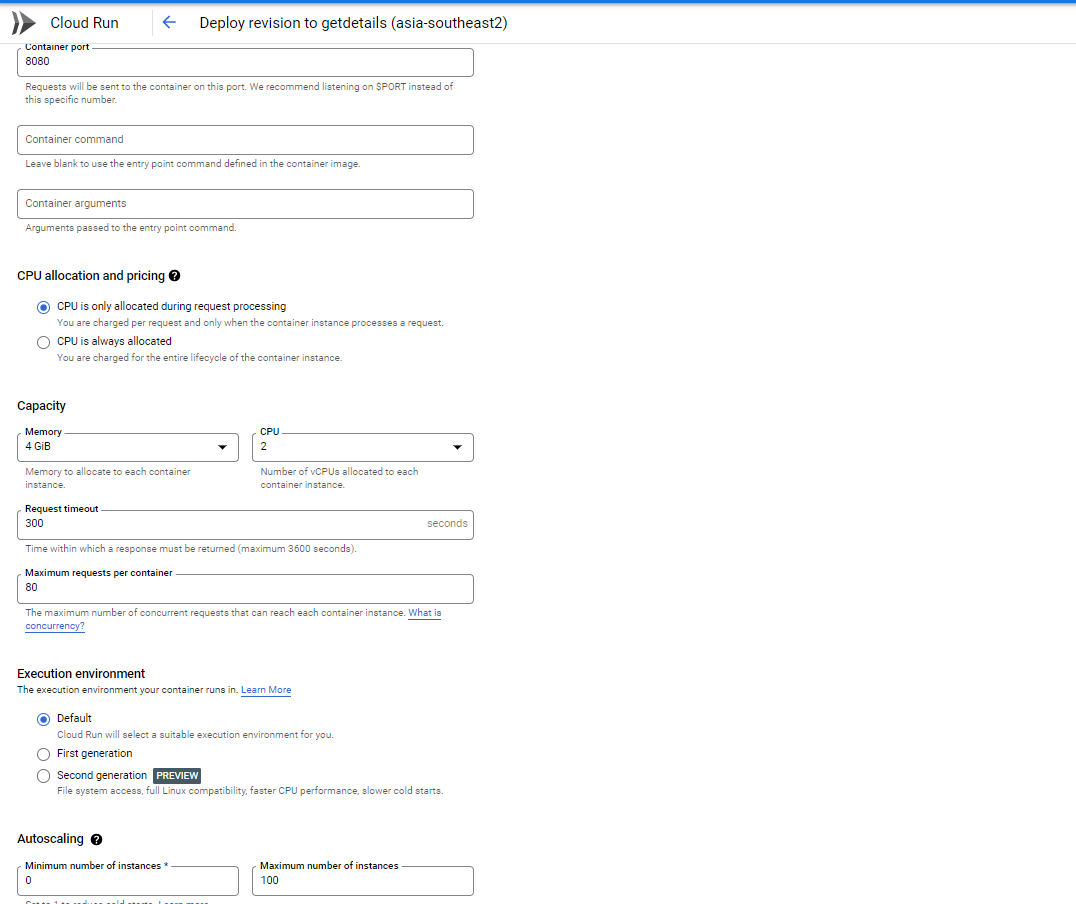 Cloud Run
Deploy revision to getdetails (asia-southeast2)
Container port
8080
Requests will be sent to the container on this port. We recommend listening on $PORT instead of
this specific number.
Container command
Leave blank to use the entry point command defined in the container image.
Container arguments
Arguments passed to the entry point command.
CPU allocation and pricing
CPU is only allocated during request processing
You are charged per request and only when the container instance processes a request.
CPU is always allocated
You are charged for the entire lifecycle of the container instance.
Capacity
Memory
4 GiB
Memory to allocate to each container
instance.
CPU
2
Number of vCPUs allocated to each
container instance.
Request timeout
300 seconds
Time within which a response must be returned (maximum 3600 seconds).
Maximum requests per container
80
The maximum number of concurrent requests that can reach each container instance. What is
concurrency?
Execution environment
The execution environment your container runs in. Learn More
Default
Cloud Run will select a suitable execution environment for you.
First generation
Second generation PREVIEW
File system access, full Linux compatibility, faster CPU performance, slower cold starts.
Autoscaling
Minimum number of instances *
0
Maximum number of instances
100
Set to 1 to reduce cold starts. Learn more